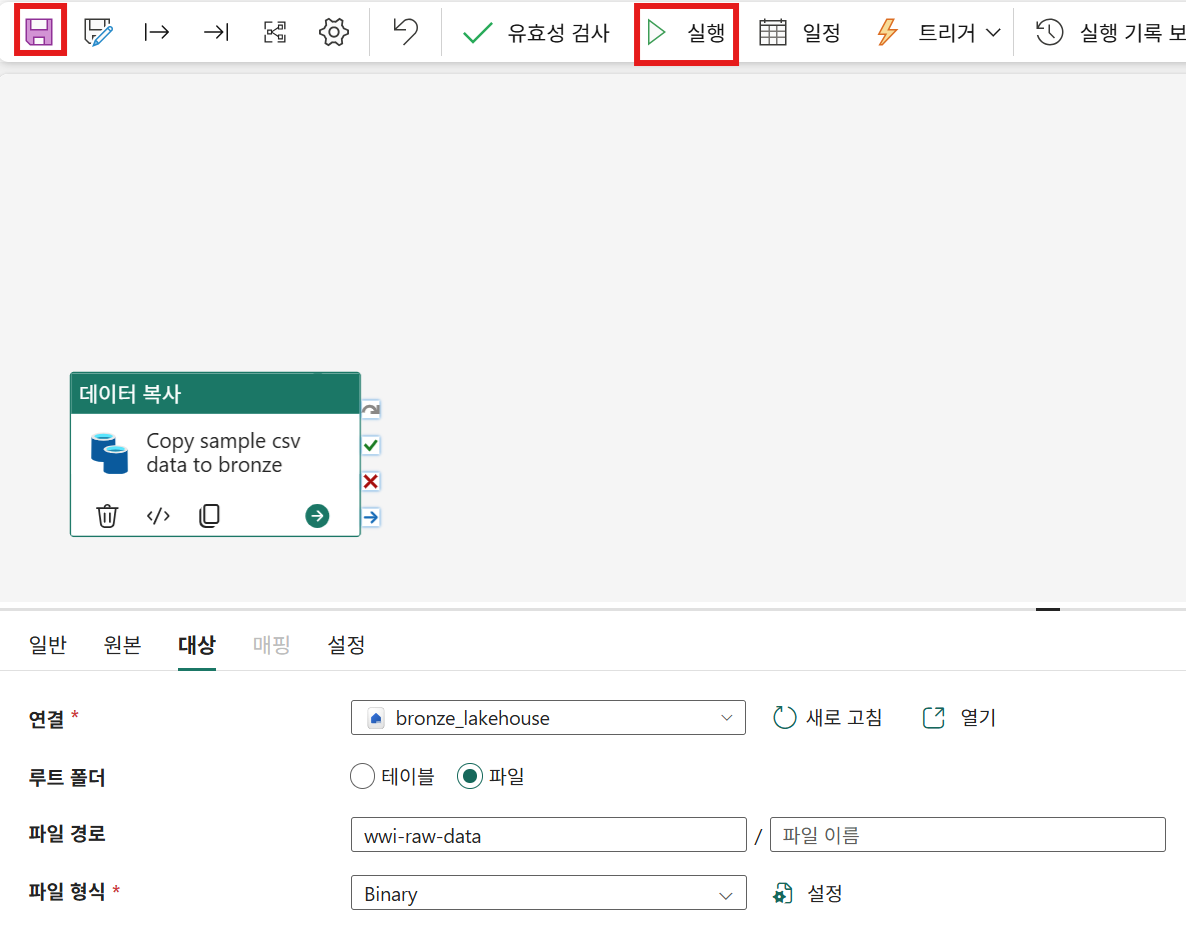 유효성 검사 실행 일정 트리거 실행 기록 보
데이터 복사
Copy sample csv
data to bronze
일반 원본 대상 매핑 설정
연결 * bronze_lakehouse 새로 고침 열기
루트 폴더 테이블 파일
파일 경로 wwi-raw-data / 파일 이름
파일 형식 * Binary 설정